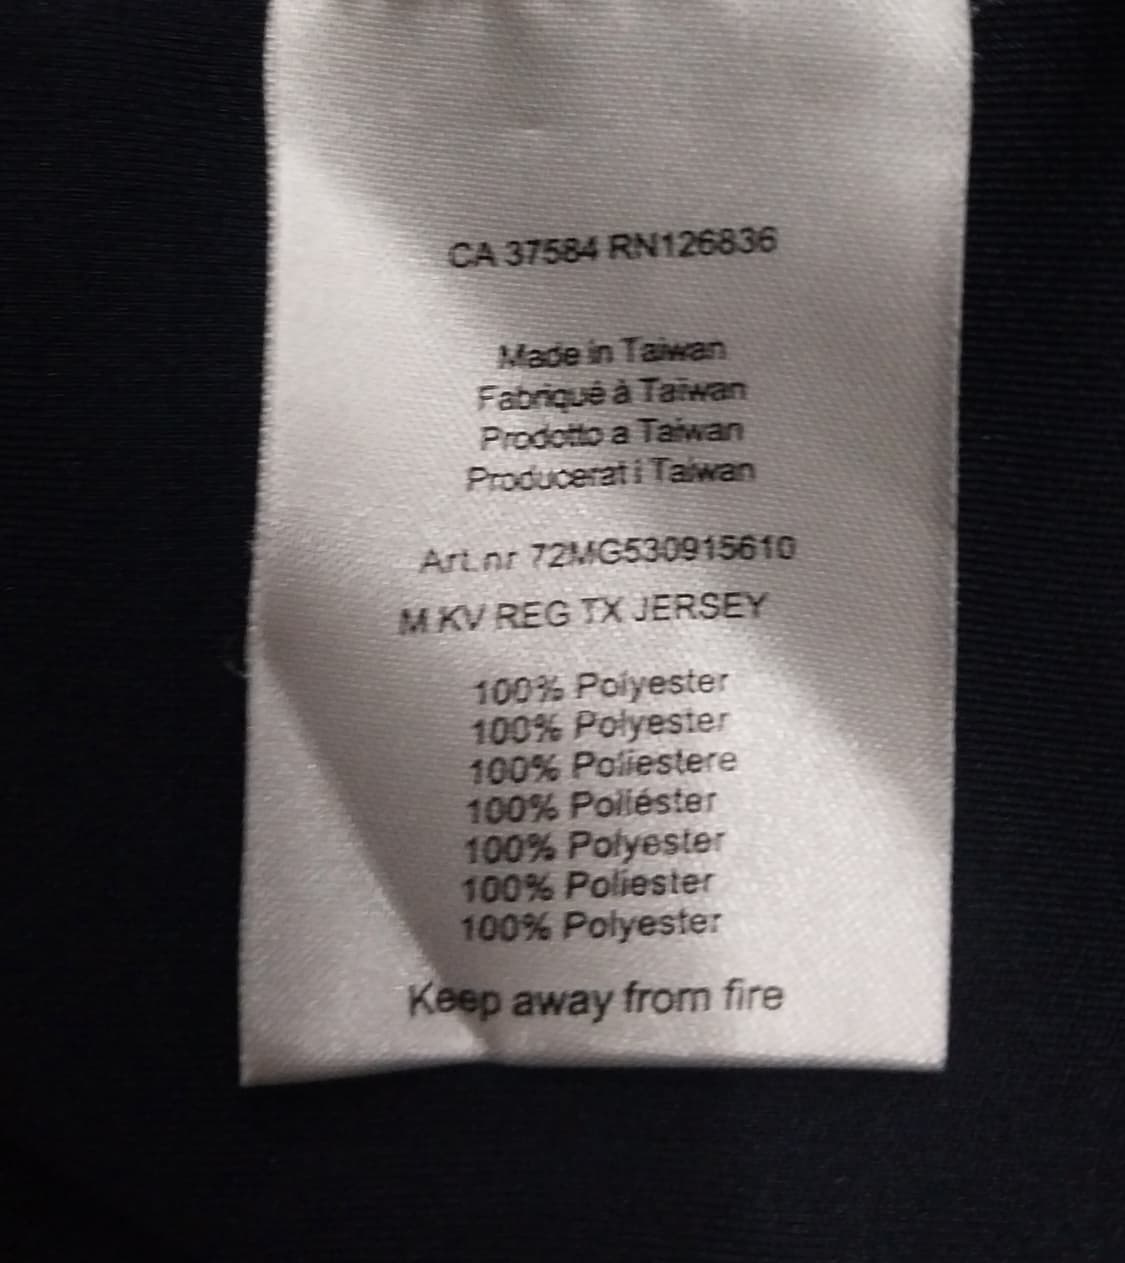 CA 37584 RN126836
Made in Taiwan
Fabriqué à Taïwan
Prodotto a Taiwan
Producerat i Taiwan
Art.nr 72MG530915610
M KV REG TX JERSEY
100% Polyester
100% Polyester
100% Poliestere
100% Poliéster
100% Polyester
100% Poliester
100% Polyester
Keep away from fire